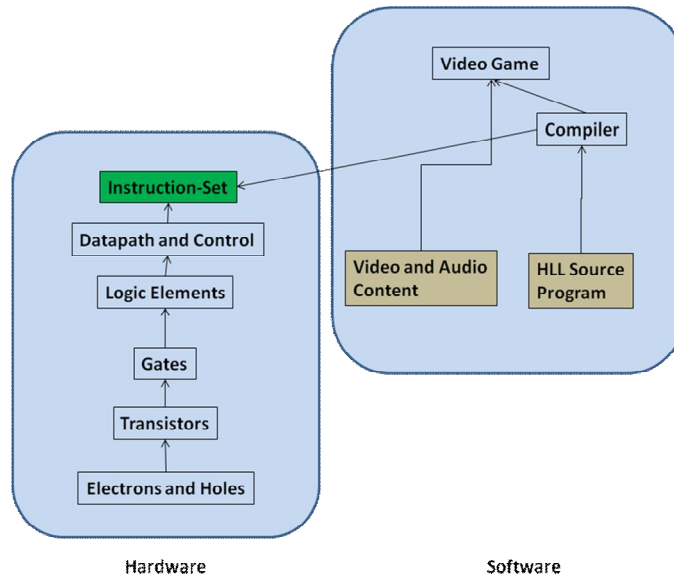 Video Game
Compiler
Video and Audio
Content
HLL Source
Program
Instruction-Set
Datapath and Control
Logic Elements
Gates
Transistors
Electrons and Holes
Hardware
Software